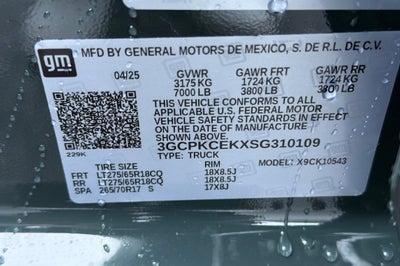 gm
MFD BY GENERAL MOTORS DE MEXICO, S. DE R.L. DE C.V.
04/25 GVWR GAWR FRT GAWR RR
3175 KG 1724 KG 1724 KG
7000 LB 3800 LB 3800 LB
THIS VEHICLE CONFORMS TO ALL
APPLICABLE U.S. FEDERAL MOTOR
VEHICLE SAFETY STANDARDS IN EFFECT
ON THE DATE OF MANUFACTURE SHOWN ABOVE.
3GCPKCEKXSG310109
229K TYPE: TRUCK MODEL: X9CK10543
TIRE SIZE RIM
FRT LT275/65R18CQ 18X8.5J
RR LT275/65R18CQ 18X8.5J
SPA 265/70R17 S 17X8J